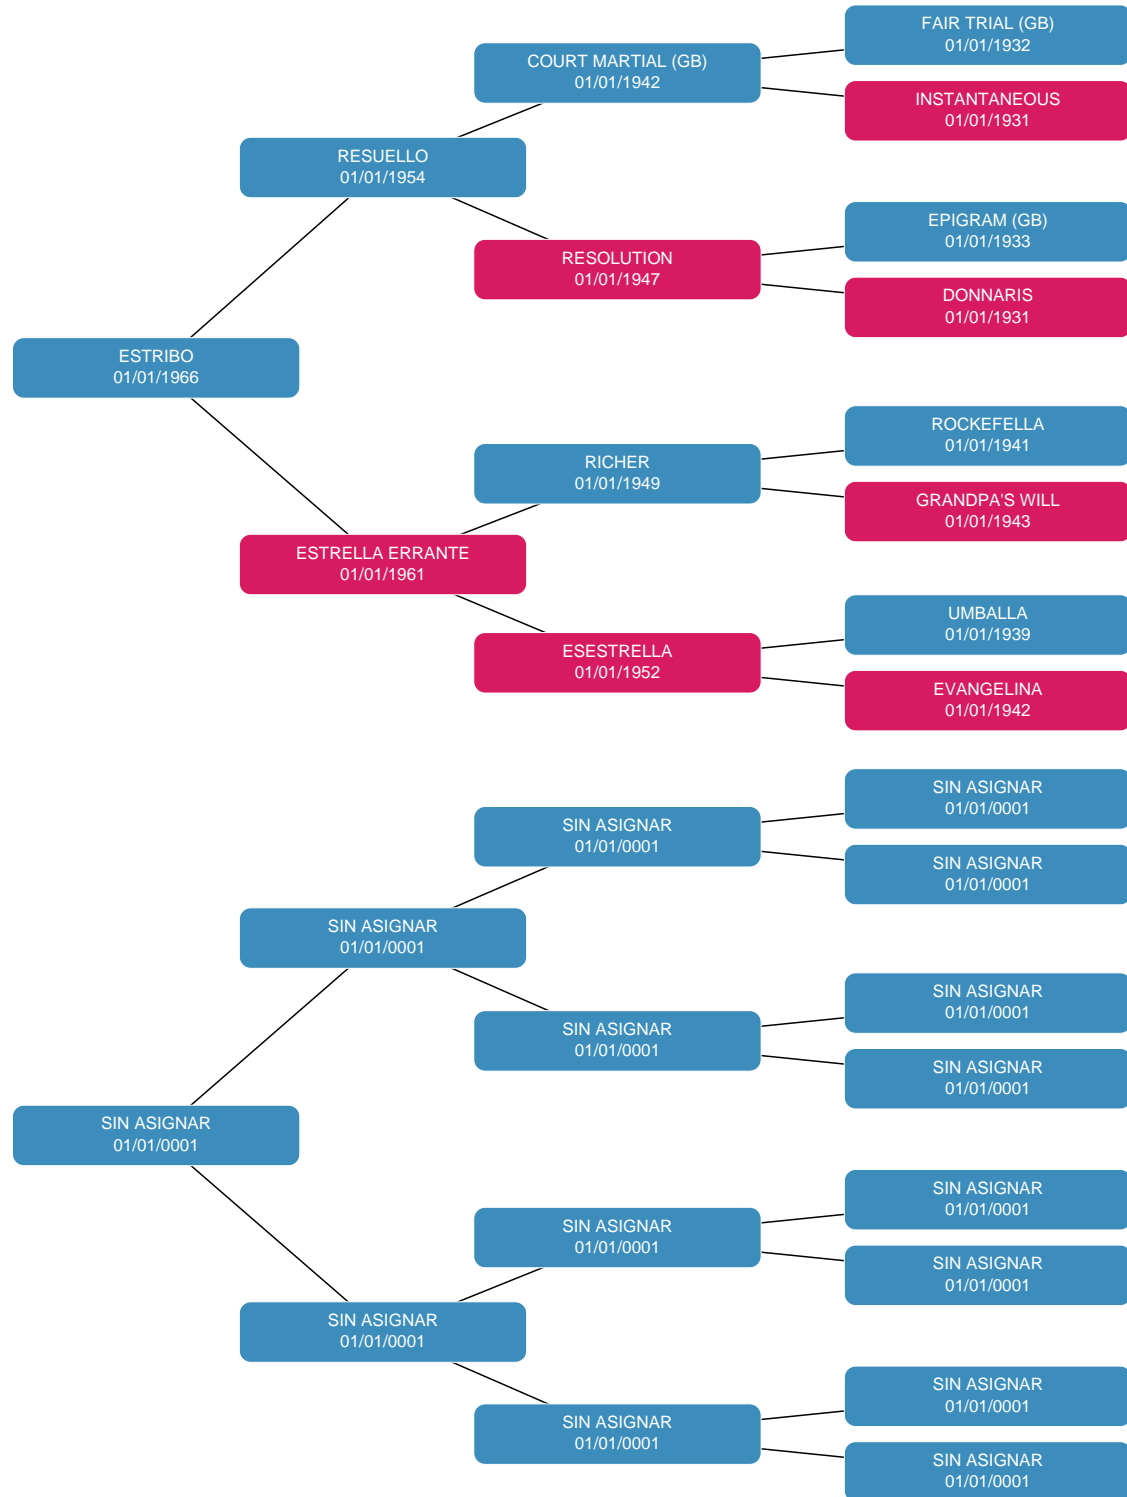 FAIR TRIAL (GB)
01/01/1932
COURT MARTIAL (GB)
01/01/1942
INSTANTANEOUS
01/01/1931
RESUELLO
01/01/1954
EPIGRAM (GB)
01/01/1933
RESOLUTION
01/01/1947
DONNARIS
01/01/1931
ESTRIBO
01/01/1966
ROCKEFELLA
01/01/1941
RICHER
01/01/1949
GRANDPA'S WILL
01/01/1943
ESTRELLA ERRANTE
01/01/1961
UMBALLA
01/01/1939
ESESTRELLA
01/01/1952
EVANGELINA
01/01/1942
SIN ASIGNAR
01/01/0001
SIN ASIGNAR
01/01/0001
SIN ASIGNAR
01/01/0001
SIN ASIGNAR
01/01/0001
SIN ASIGNAR
01/01/0001
SIN ASIGNAR
01/01/0001
SIN ASIGNAR
01/01/0001
SIN ASIGNAR
01/01/0001
SIN ASIGNAR
01/01/0001
SIN ASIGNAR
01/01/0001
SIN ASIGNAR
01/01/0001
SIN ASIGNAR
01/01/0001
SIN ASIGNAR
01/01/0001
SIN ASIGNAR
01/01/0001
SIN ASIGNAR
01/01/0001